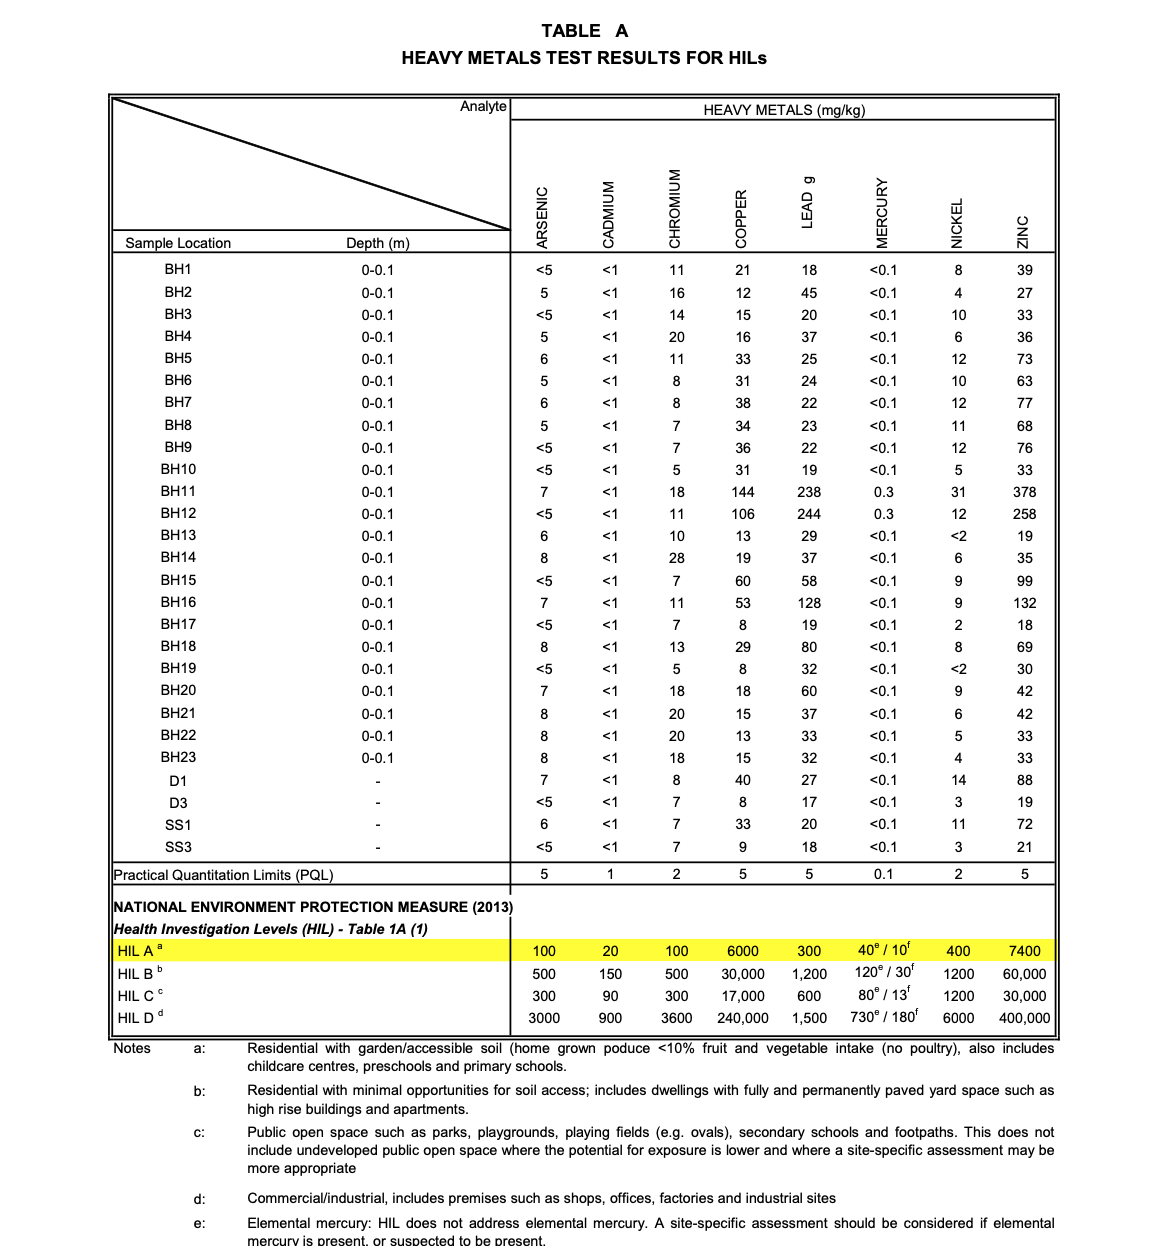 TABLE A
HEAVY METALS TEST RESULTS FOR HILs
Analyte HEAVY METALS (mg/kg)
Sample Location Depth (m) ARSENIC CADMIUM CHROMIUM COPPER LEAD g MERCURY NICKEL ZINC
BH1 0-0.1 <5 <1 11 21 18 <0.1 8 39
BH2 0-0.1 5 <1 16 12 45 <0.1 4 27
BH3 0-0.1 <5 <1 14 15 20 <0.1 10 33
BH4 0-0.1 5 <1 20 16 37 <0.1 6 36
BH5 0-0.1 6 <1 11 33 25 <0.1 12 73
BH6 0-0.1 5 <1 8 31 24 <0.1 10 63
BH7 0-0.1 6 <1 8 38 22 <0.1 12 77
BH8 0-0.1 5 <1 7 34 23 <0.1 11 68
BH9 0-0.1 <5 <1 7 36 22 <0.1 12 76
BH10 0-0.1 <5 <1 5 31 19 <0.1 5 33
BH11 0-0.1 7 <1 18 144 238 0.3 31 378
BH12 0-0.1 <5 <1 11 106 244 0.3 12 258
BH13 0-0.1 6 <1 10 13 29 <0.1 <2 19
BH14 0-0.1 8 <1 28 19 37 <0.1 6 35
BH15 0-0.1 <5 <1 7 60 58 <0.1 9 99
BH16 0-0.1 7 <1 11 53 128 <0.1 9 132
BH17 0-0.1 <5 <1 7 8 19 <0.1 2 18
BH18 0-0.1 8 <1 13 29 80 <0.1 8 69
BH19 0-0.1 <5 <1 5 8 32 <0.1 <2 30
BH20 0-0.1 7 <1 18 18 60 <0.1 9 42
BH21 0-0.1 8 <1 20 15 37 <0.1 6 42
BH22 0-0.1 8 <1 20 13 33 <0.1 5 33
BH23 0-0.1 8 <1 18 15 32 <0.1 4 33
D1 - 7 <1 8 40 27 <0.1 14 88
D3 - <5 <1 7 8 17 <0.1 3 19
SS1 - 6 <1 7 33 20 <0.1 11 72
SS3 - <5 <1 7 9 18 <0.1 3 21
Practical Quantitation Limits (PQL) 5 1 2 5 5 0.1 2 5
NATIONAL ENVIRONMENT PROTECTION MEASURE (2013)
Health Investigation Levels (HIL) - Table 1A (1)
HIL A a 100 20 100 6000 300 40e / 10f 400 7400
HIL B b 500 150 500 30,000 1,200 120e / 30f 1200 60,000
HIL C c 300 90 300 17,000 600 80e / 13f 1200 30,000
HIL D d 3000 900 3600 240,000 1,500 730e / 180f 6000 400,000
Notes a: Residential with garden/accessible soil (home grown poduce <10% fruit and vegetable intake (no poultry), also includes
childcare centres, preschools and primary schools.
b: Residential with minimal opportunities for soil access; includes dwellings with fully and permanently paved yard space such as
high rise buildings and apartments.
c: Public open space such as parks, playgrounds, playing fields (e.g. ovals), secondary schools and footpaths. This does not
include undeveloped public open space where the potential for exposure is lower and where a site-specific assessment may be
more appropriate
d: Commercial/industrial, includes premises such as shops, offices, factories and industrial sites
e: Elemental mercury: HIL does not address elemental mercury. A site-specific assessment should be considered if elemental
mercury is present, or suspected to be present.